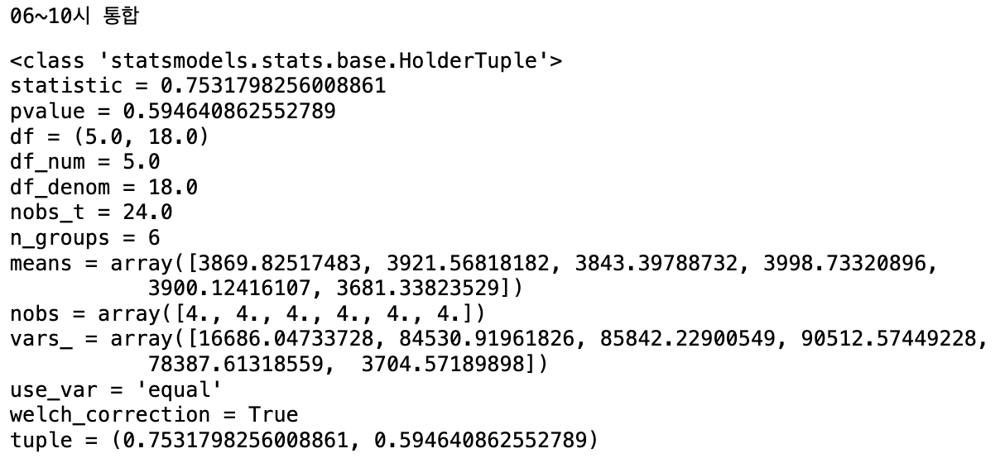 06~10시 통합
<class 'statsmodels.stats.base.HolderTuple'>
statistic = 0.7531798256008861
pvalue = 0.594640862552789
df = (5.0, 18.0)
df_num = 5.0
df_denom = 18.0
nobs_t = 24.0
n_groups = 6
means = array([3869.82517483, 3921.56818182, 3843.39788732, 3998.73320896,
3900.12416107, 3681.33823529])
nobs = array([4., 4., 4., 4., 4., 4.])
vars_ = array([16686.04733728, 84530.91961826, 85842.22900549, 90512.57449228,
78387.61318559,  3704.57189898])
use_var = 'equal'
welch_correction = True
tuple = (0.7531798256008861, 0.594640862552789)